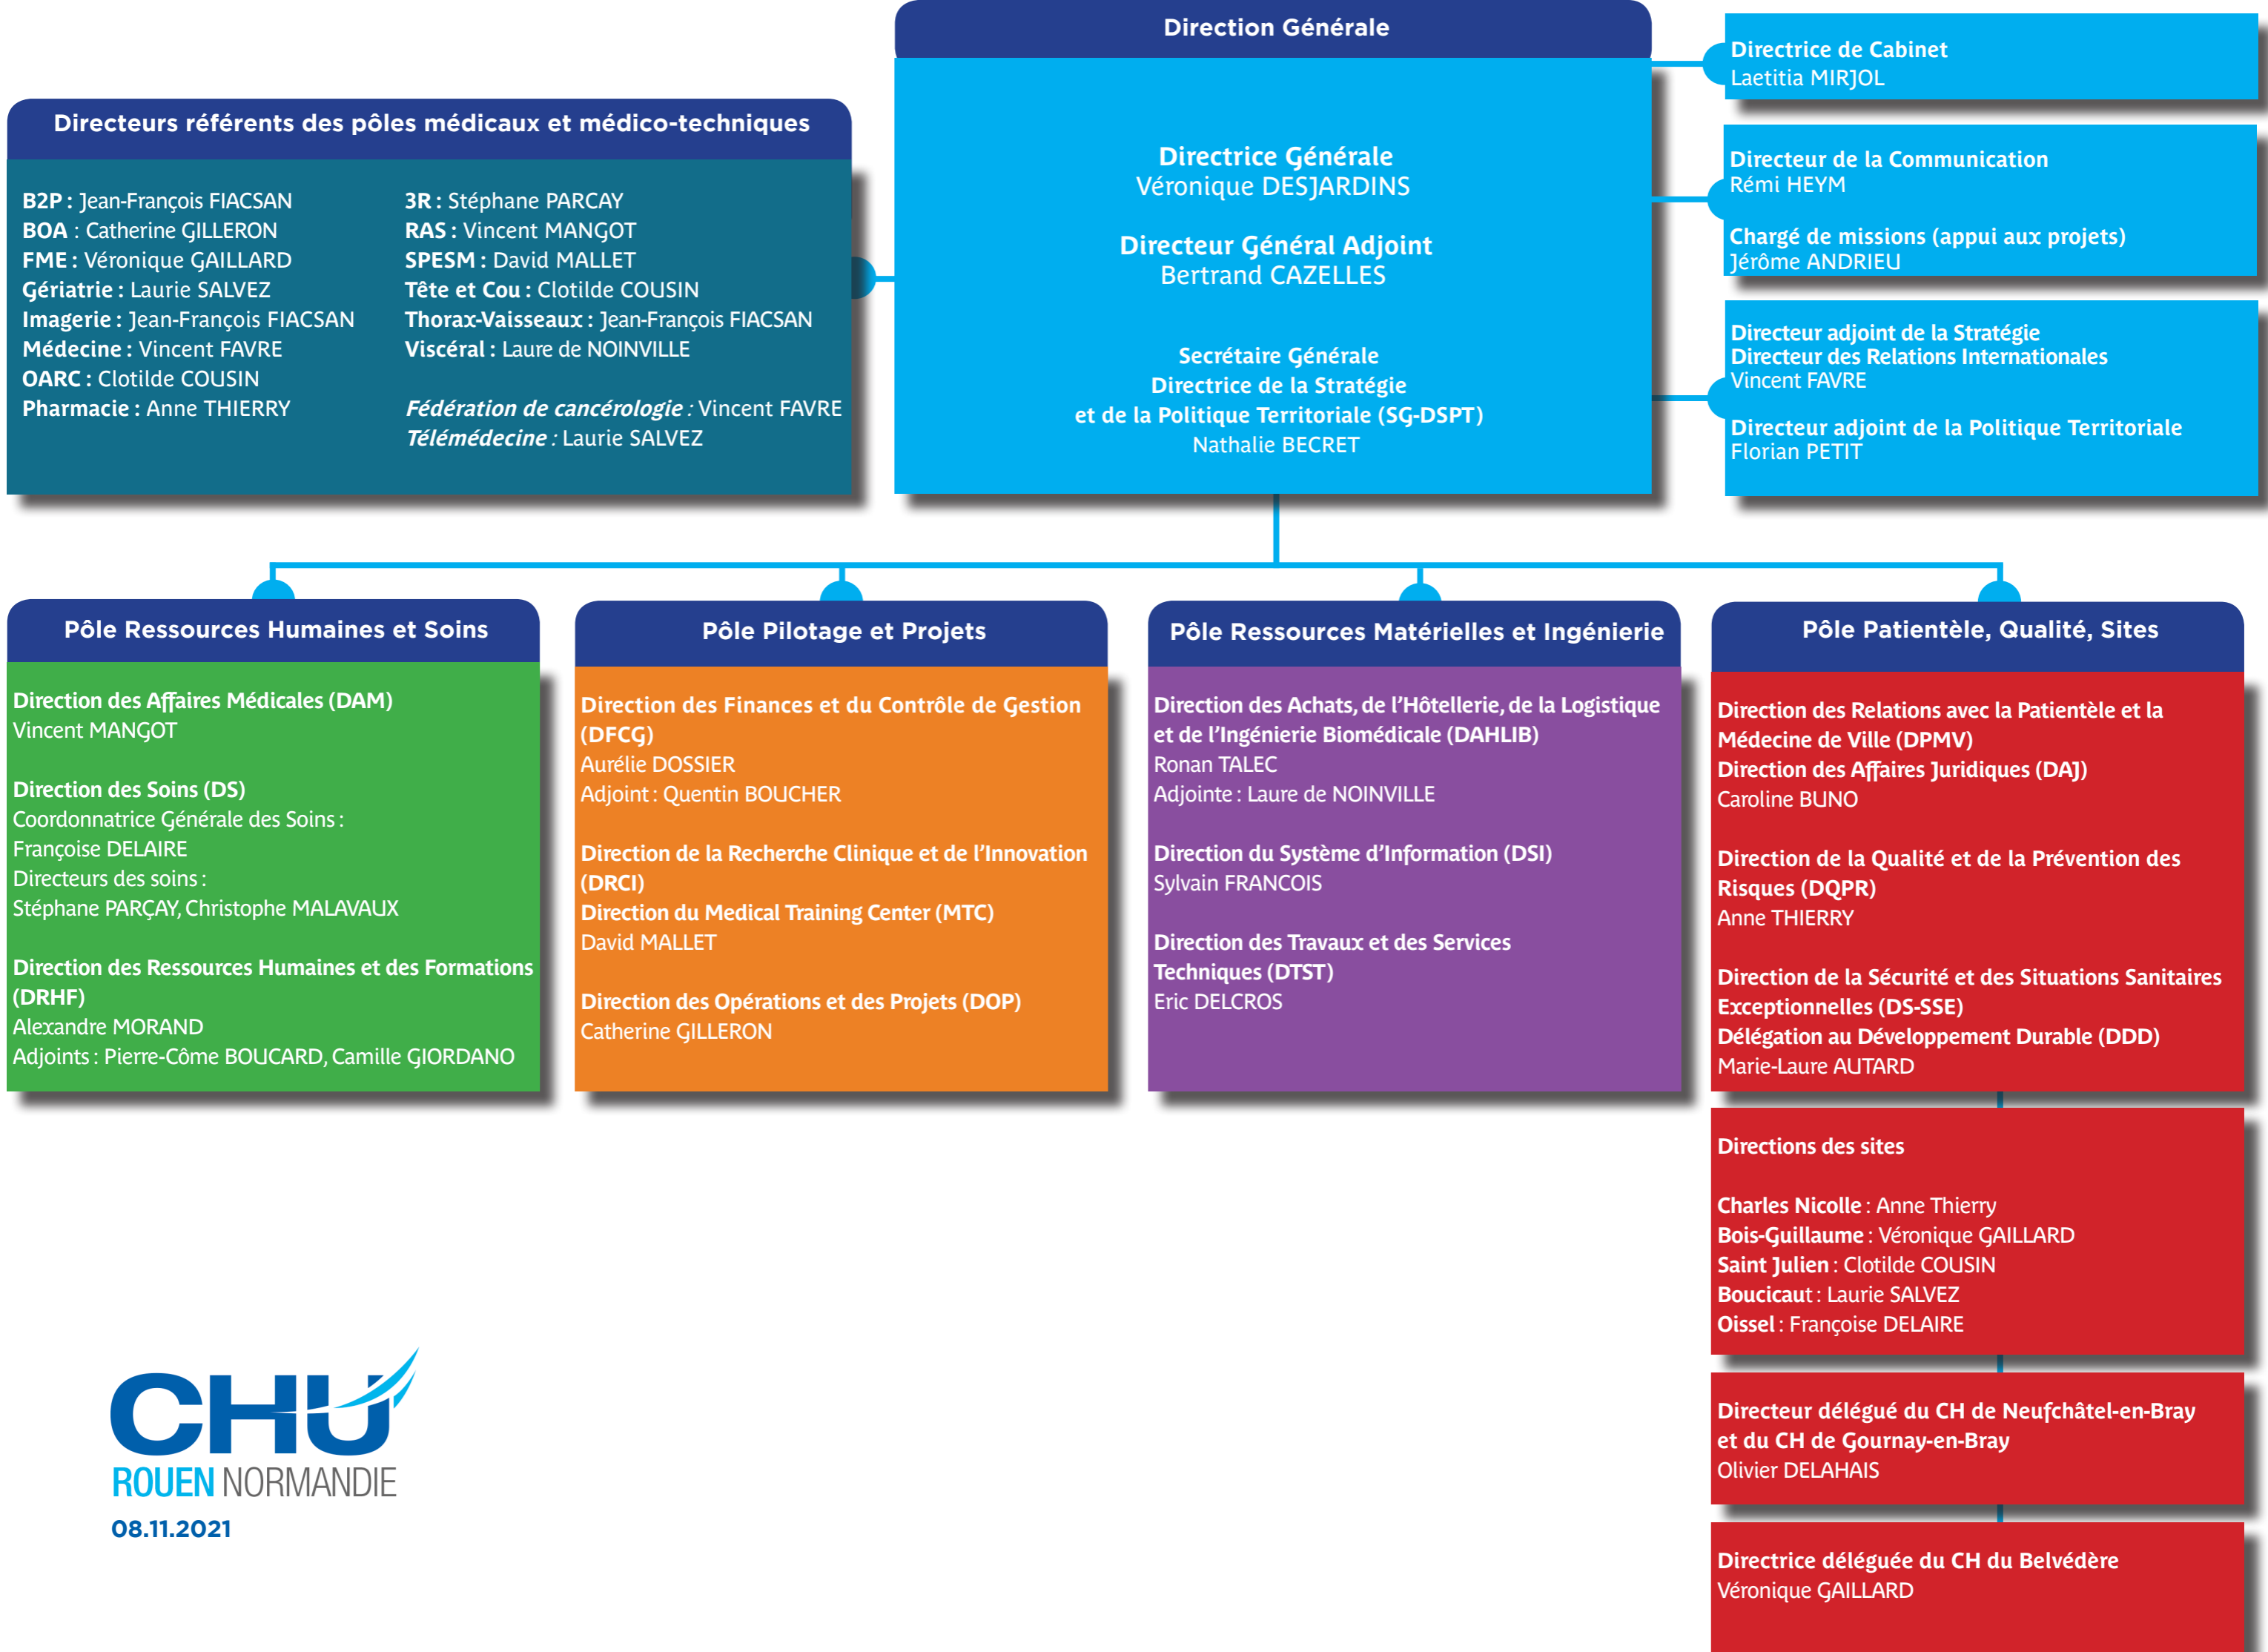 Direction Générale
Directrice Générale
Véronique DESJARDINS
Directeur Général Adjoint
Bertrand CAZELLES
Secrétaire Générale
Directrice de la Stratégie
et de la Politique Territoriale (SG-DSPT)
Nathalie BECRET
Directrice de Cabinet
Laetitia MIRJOL
Directeur de la Communication
Rémi HEYM
Chargé de missions (appui aux projets)
Jérôme ANDRIEU
Directeur adjoint de la Stratégie
Directeur des Relations Internationales
Vincent FAVRE
Directeur adjoint de la Politique Territoriale
Florian PETIT
Directeurs référents des pôles médicaux et médico-techniques
B2P : Jean-François FIACSAN
BOA : Catherine GILLERON
FME : Véronique GAILLARD
Gériatrie : Laurie SALVEZ
Imagerie : Jean-François FIACSAN
Médecine : Vincent FAVRE
OARC : Clotilde COUSIN
Pharmacie : Anne THIERRY
3R : Stéphane PARCAY
RAS : Vincent MANGOT
SPESM : David MALLET
Tête et Cou : Clotilde COUSIN
Thorax-Vaisseaux : Jean-François FIACSAN
Viscéral : Laure de NOINVILLE
Fédération de cancérologie : Vincent FAVRE
Télémédecine : Laurie SALVEZ
Pôle Ressources Humaines et Soins
Direction des Affaires Médicales (DAM)
Vincent MANGOT
Direction des Soins (DS)
Coordonnatrice Générale des Soins :
Françoise DELAIRE
Directeurs des soins :
Stéphane PARÇAY, Christophe MALAVAUX
Direction des Ressources Humaines et des Formations
(DRHF)
Alexandre MORAND
Adjoints : Pierre-Côme BOUCARD, Camille GIORDANO
Pôle Pilotage et Projets
Direction des Finances et du Contrôle de Gestion
(DFCG)
Aurélie DOSSIER
Adjoint : Quentin BOUCHER
Direction de la Recherche Clinique et de l'Innovation
(DRCI)
Direction du Medical Training Center (MTC)
David MALLET
Direction des Opérations et des Projets (DOP)
Catherine GILLERON
Pôle Ressources Matérielles et Ingénierie
Direction des Achats, de l'Hôtellerie, de la Logistique
et de l'Ingénierie Biomédicale (DAHLIB)
Ronan TALEC
Adjointe : Laure de NOINVILLE
Direction du Système d'Information (DSI)
Sylvain FRANCOIS
Direction des Travaux et des Services
Techniques (DTST)
Eric DELCROS
Pôle Patientèle, Qualité, Sites
Direction des Relations avec la Patientèle et la
Médecine de Ville (DPMV)
Direction des Affaires Juridiques (DAJ)
Caroline BUNO
Direction de la Qualité et de la Prévention des
Risques (DQPR)
Anne THIERRY
Direction de la Sécurité et des Situations Sanitaires
Exceptionnelles (DS-SSE)
Délégation au Développement Durable (DDD)
Marie-Laure AUTARD
Directions des sites
Charles Nicolle : Anne Thierry
Bois-Guillaume : Véronique GAILLARD
Saint Julien : Clotilde COUSIN
Boucicaut : Laurie SALVEZ
Oissel : Françoise DELAIRE
Directeur délégué du CH de Neufchâtel-en-Bray
et du CH de Gournay-en-Bray
Olivier DELAHAIS
Directrice déléguée du CH du Belvédère
Véronique GAILLARD
CHU
ROUEN NORMANDIE
08.11.2021